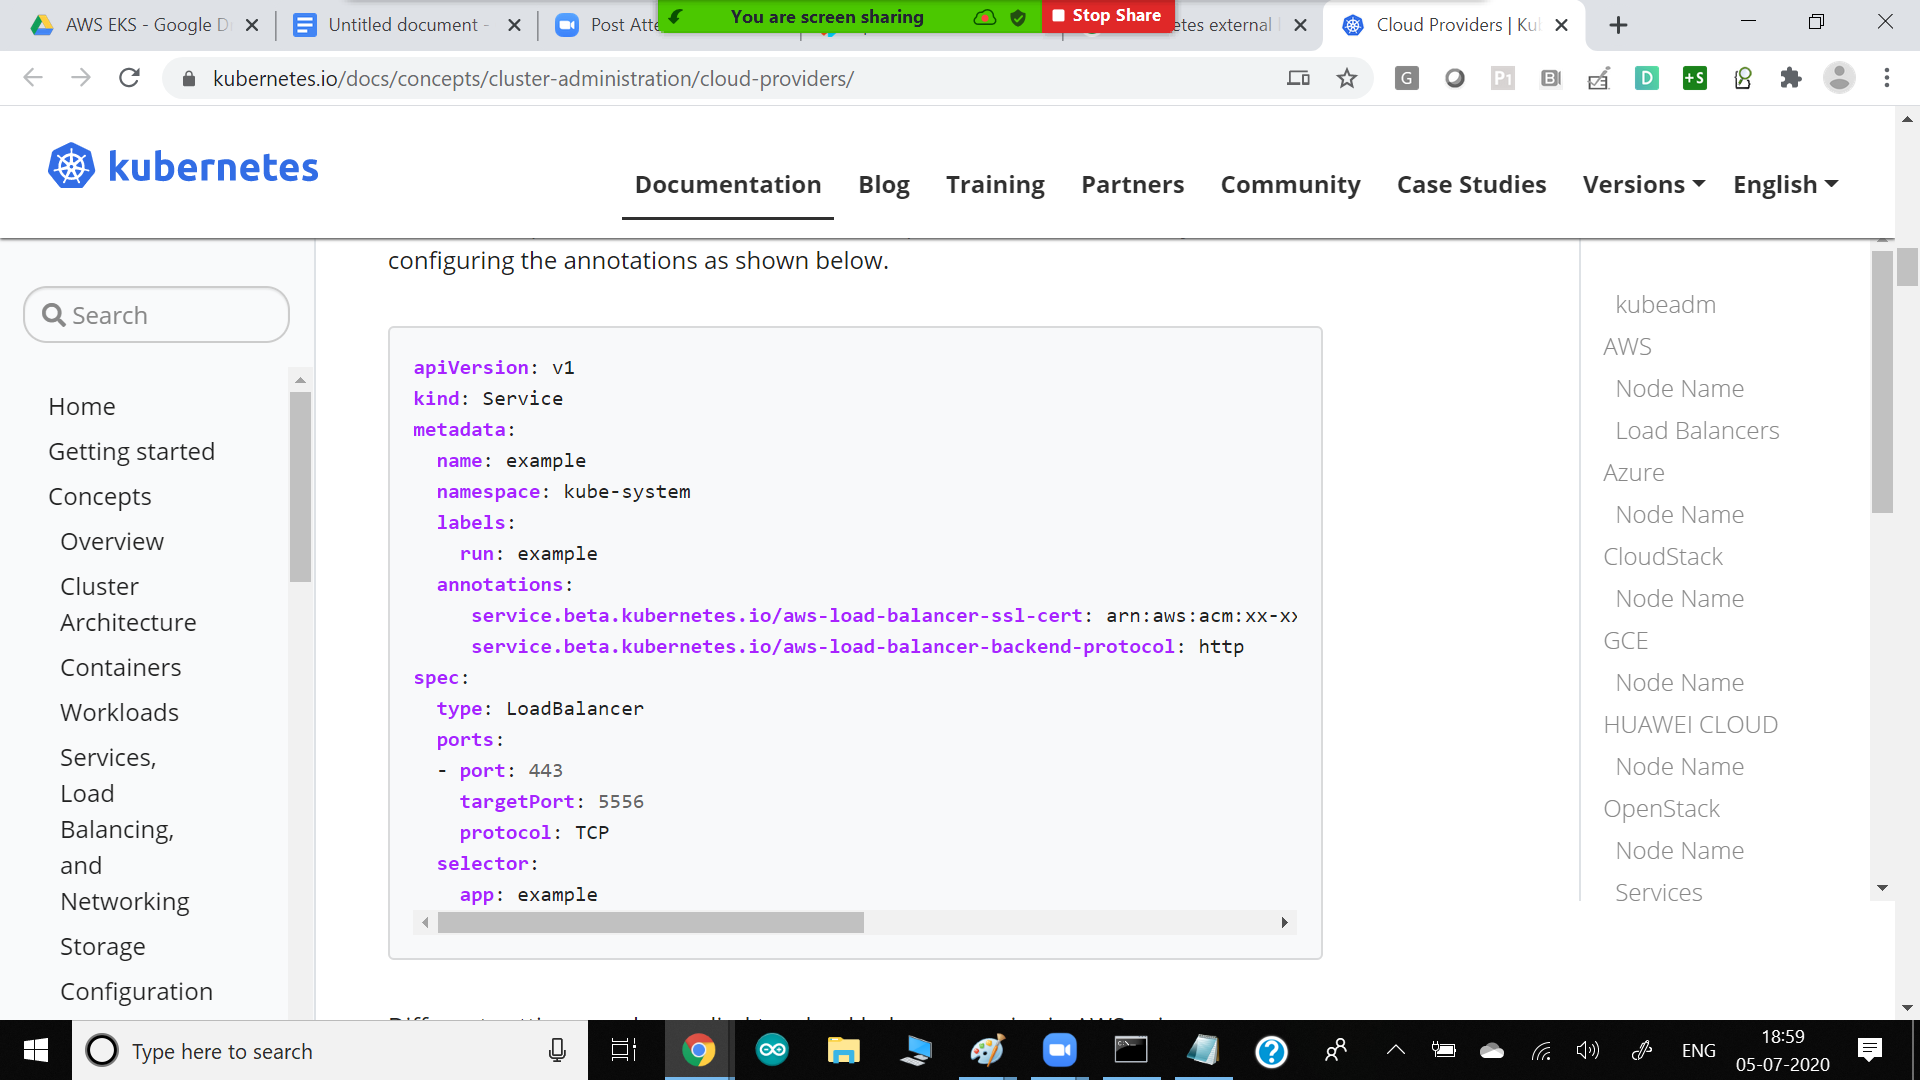 AWS EKS - Google D
Untitled document -
Post Atte
You are screen sharing
Stop Share
etes external
Cloud Providers | Ku
kubernetes.io/docs/concepts/cluster-administration/cloud-providers/
kubernetes
Documentation
Blog
Training
Partners
Community
Case Studies
Versions
English
Search
Home
Getting started
Concepts
Overview
Cluster
Architecture
Containers
Workloads
Services,
Load
Balancing,
and
Networking
Storage
Configuration
configuring the annotations as shown below.
apiVersion: v1
kind: Service
metadata:
name: example
namespace: kube-system
labels:
run: example
annotations:
service.beta.kubernetes.io/aws-load-balancer-ssl-cert: arn:aws:acm:xx-xx
service.beta.kubernetes.io/aws-load-balancer-backend-protocol: http
spec:
type: LoadBalancer
ports:
- port: 443
targetPort: 5556
protocol: TCP
selector:
app: example
kubeadm
AWS
Node Name
Load Balancers
Azure
Node Name
CloudStack
Node Name
GCE
Node Name
HUAWEI CLOUD
Node Name
OpenStack
Node Name
Services
Type here to search
ENG
18:59
05-07-2020